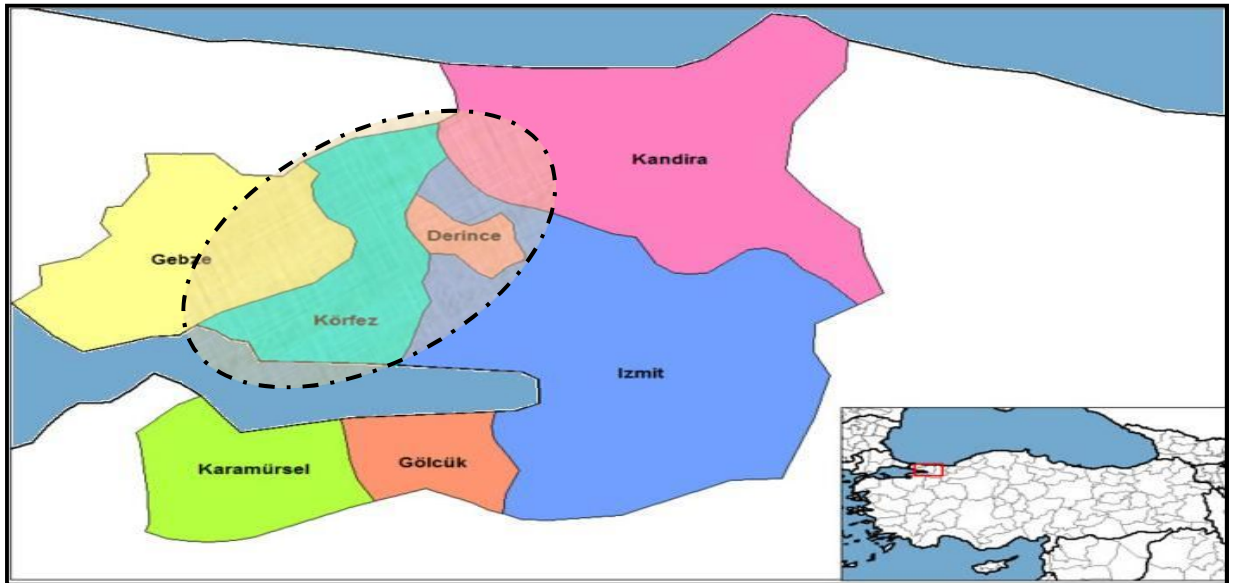 Kandira
Derince
Gebze
Körfez
Izmit
Gölcük
Karamürsel